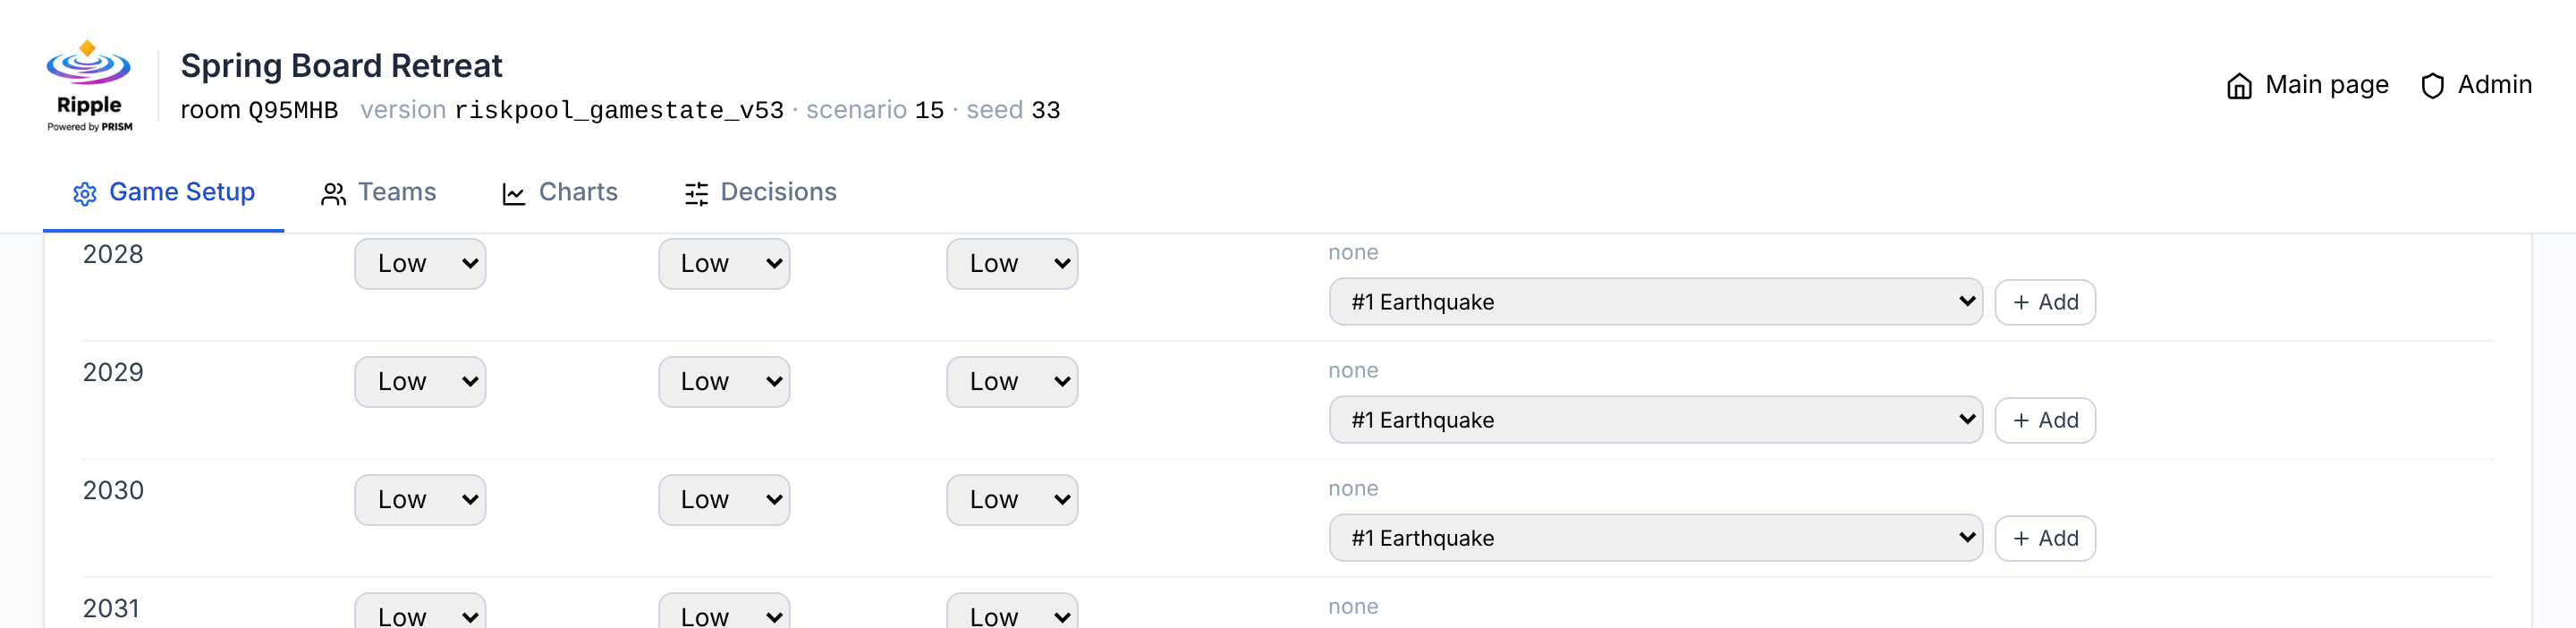 Ripple
Powered by PRISM
Spring Board Retreat
room Q95MHB version riskpool_gamestate_v53 · scenario 15 · seed 33
Main page
Admin
Game Setup
Teams
Charts
Decisions
2028 Low Low Low none
#1 Earthquake + Add
2029 Low Low Low none
#1 Earthquake + Add
2030 Low Low Low none
#1 Earthquake + Add
2031 Low Low Low none